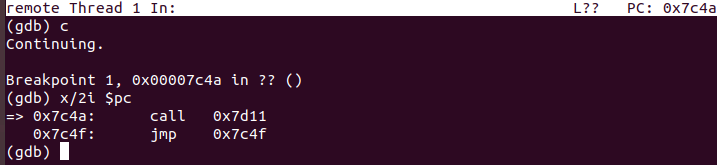 remote Thread 1 In: L?? PC: 0x7c4a
(gdb) c
Continuing.
Breakpoint 1, 0x00007c4a in ?? ()
(gdb) x/2i $pc
=> 0x7c4a: call 0x7d11
0x7c4f: jmp 0x7c4f
(gdb)